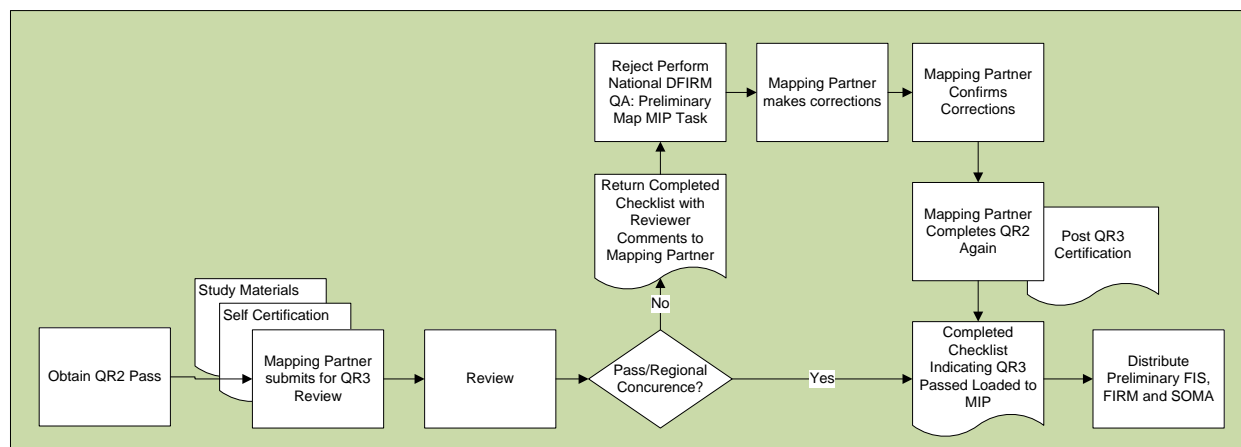 Reject Perform
National DFIRM
QA: Preliminary
Map MIP Task
Mapping Partner
makes corrections
Mapping Partner
Confirms
Corrections
Return Completed
Checklist with
Reviewer
Comments to
Mapping Partner
Mapping Partner
Completes QR2
Again
Post QR3
Certification
Study Materials
Self Certification
No
Obtain QR2 Pass
Mapping Partner
submits for QR3
Review
Review
Pass/Regional
Concurence?
Yes
Completed
Checklist
Indicating QR3
Passed Loaded to
MIP
Distribute
Preliminary FIS,
FIRM and SOMA